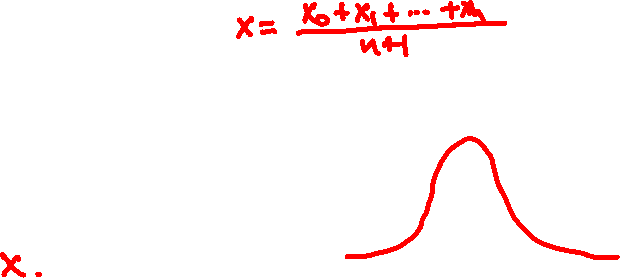 x = (x₀ + x₁ + ... + xₙ) / (n+1)
x.